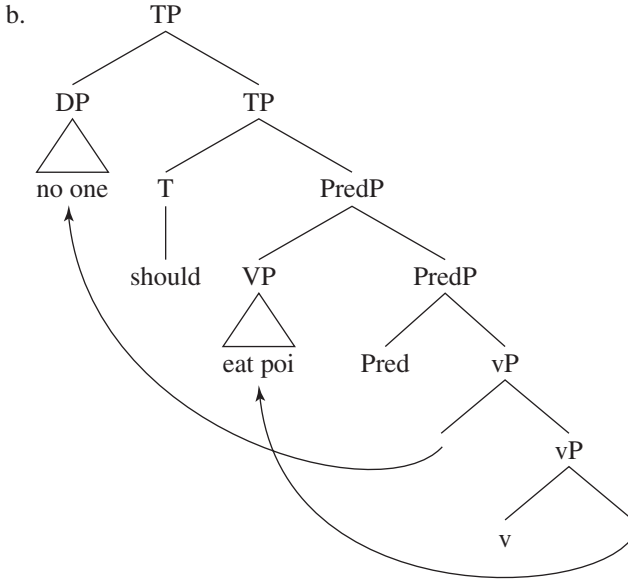 b.
TP
DP TP
no one T PredP
should VP PredP
eat poi Pred vP
vP
v